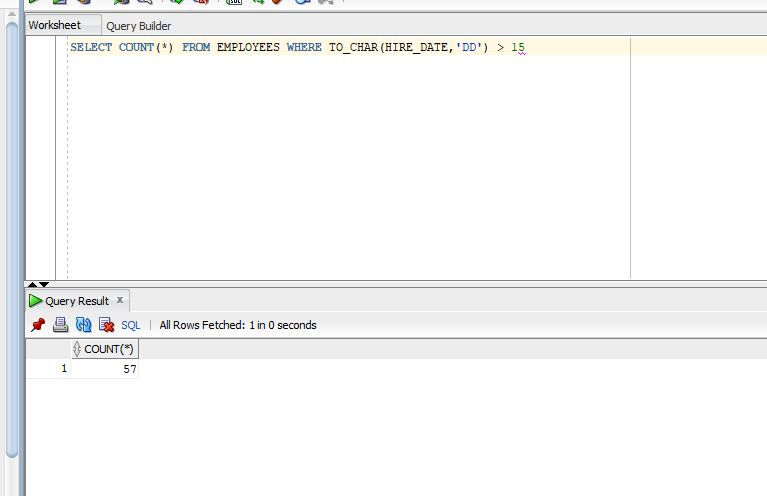 Worksheet Query Builder
SELECT COUNT(*) FROM EMPLOYEES WHERE TO_CHAR(HIRE_DATE,'DD') > 15
Query Result x
SQL | All Rows Fetched: 1 in 0 seconds
COUNT(*)
1 57